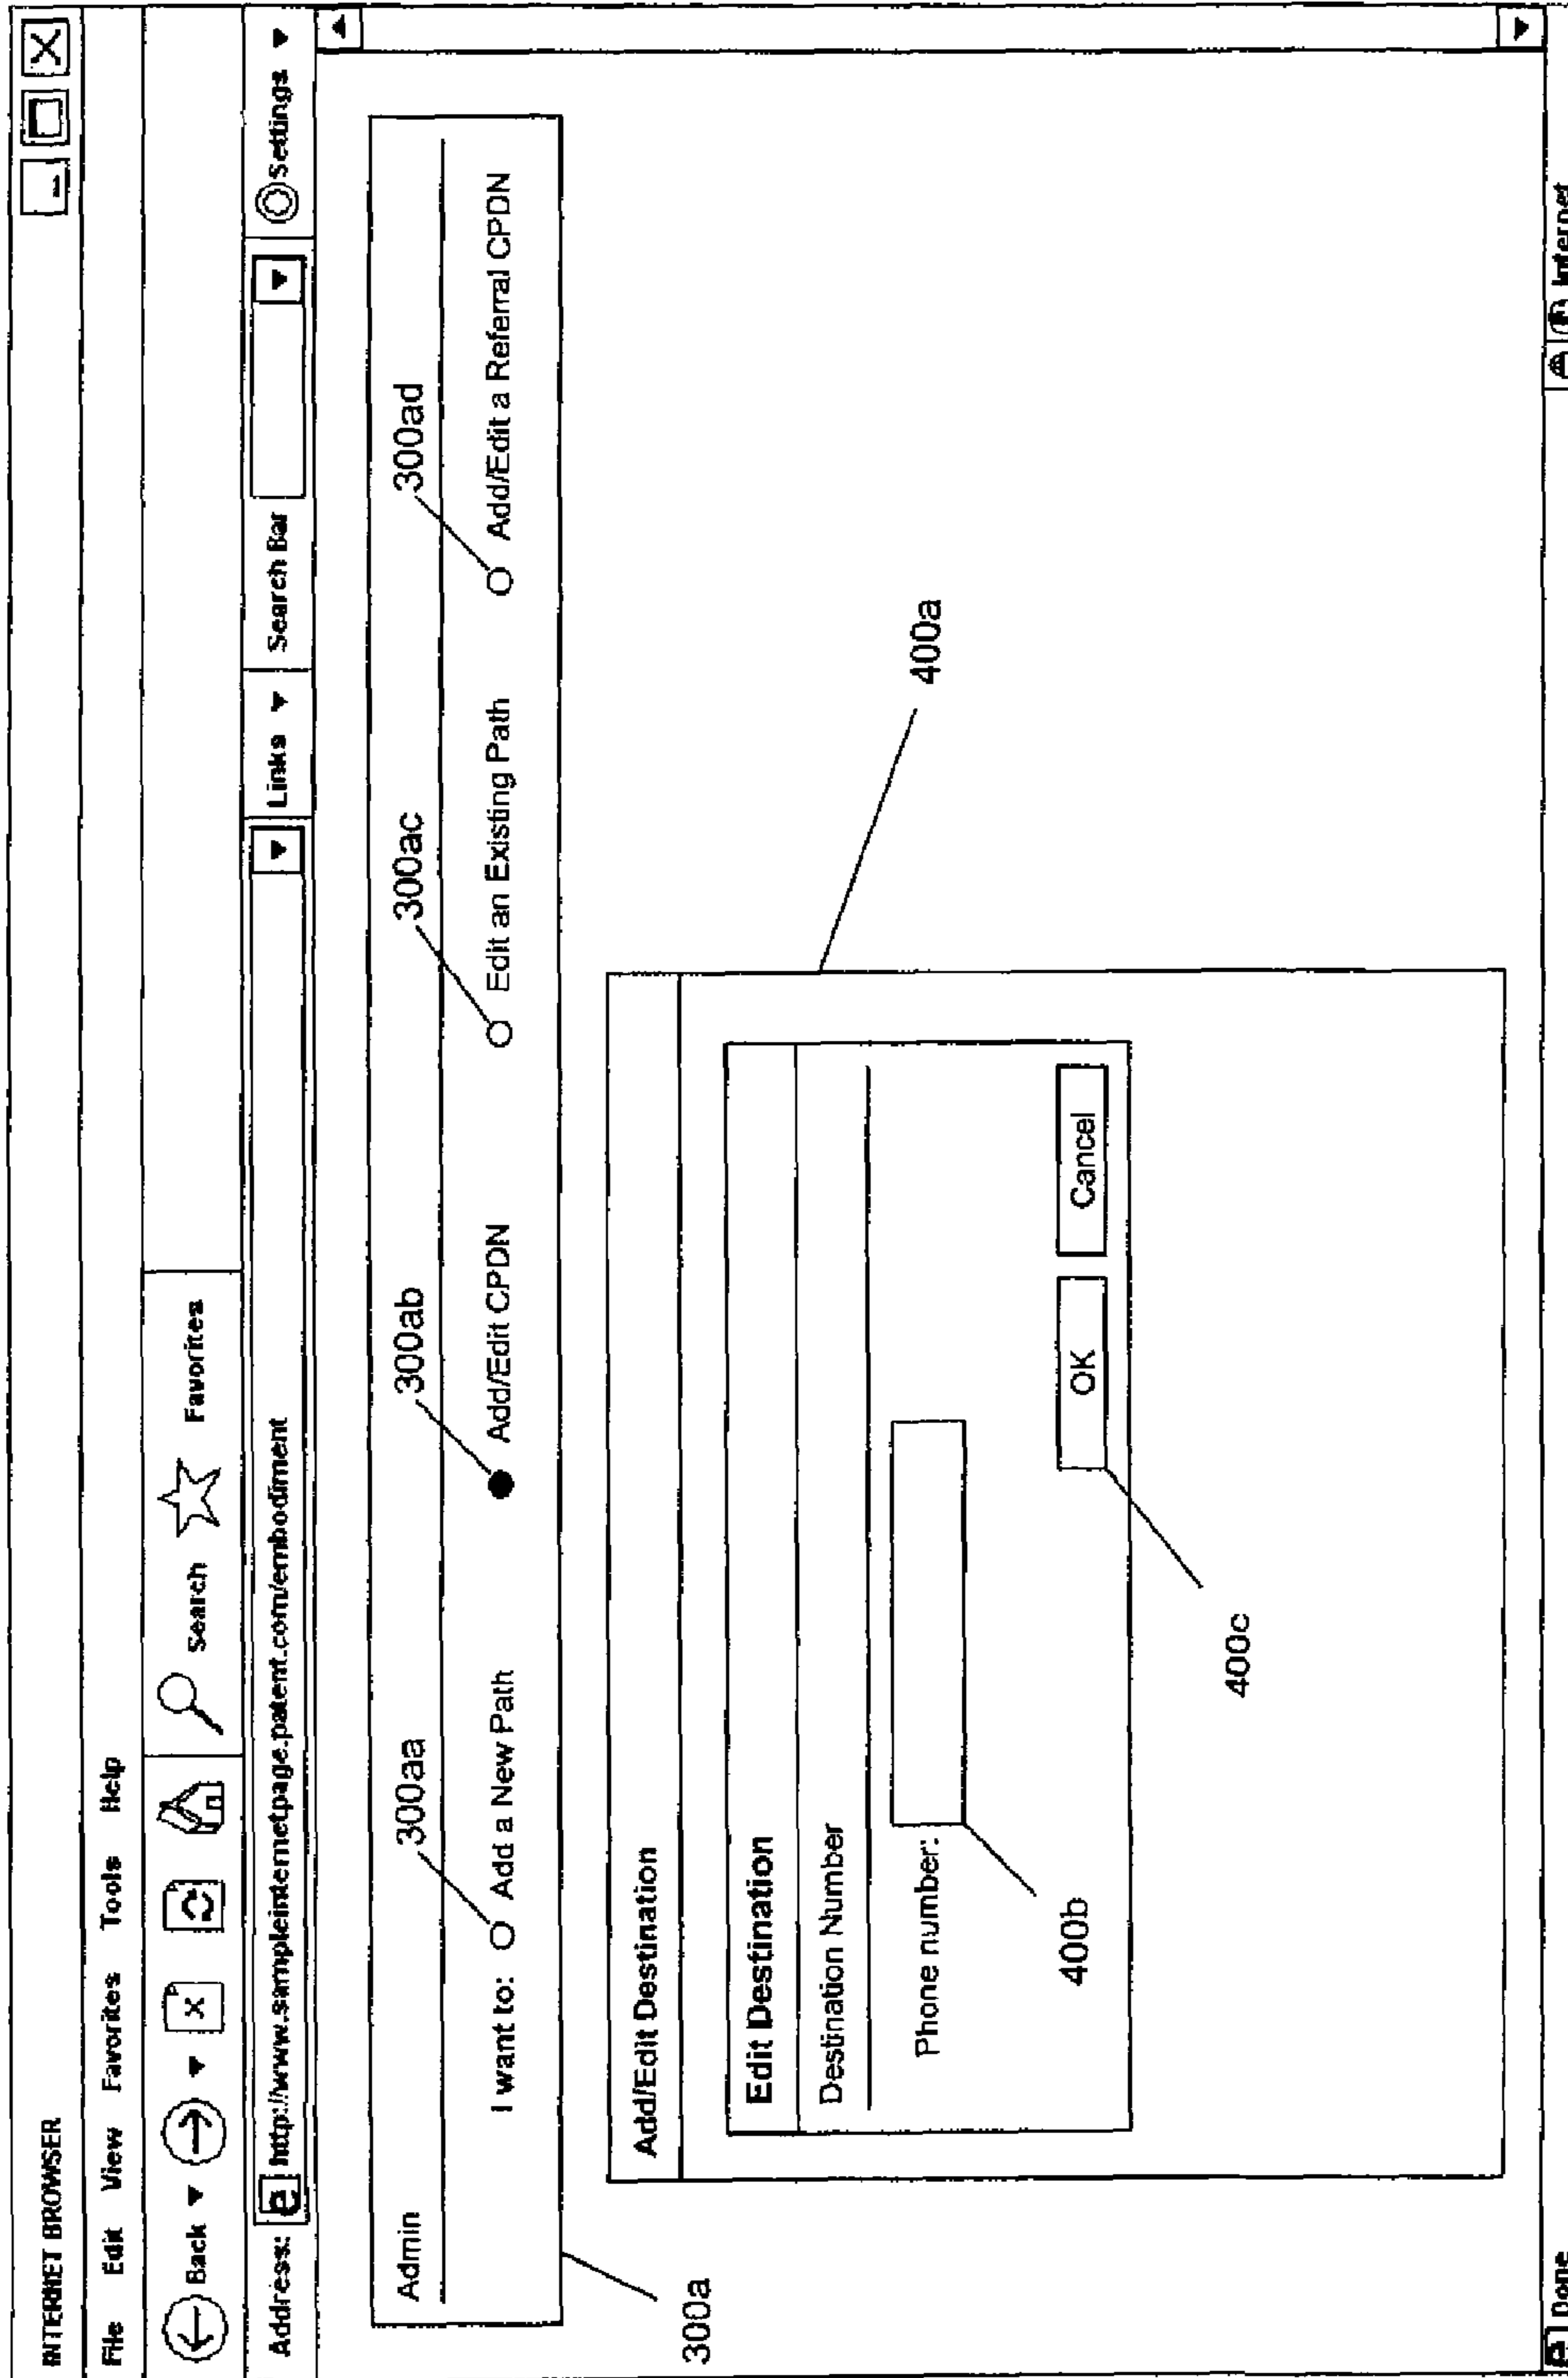 INTERNET BROWSER
File Edit View Favorites Tools Help
Back Search Favorites
Address: http://www.sampleinternetpage.patent.com/embodiment Links Search Bar Settings
Admin
300aa 300ab 300ac 300ad
I want to: Add a New Path Add/Edit CPDN Edit an Existing Path Add/Edit a Referral CPDN
300a
Add/Edit Destination
400a
Edit Destination
Destination Number
Phone number:
400b
OK Cancel
400c
Done Internet